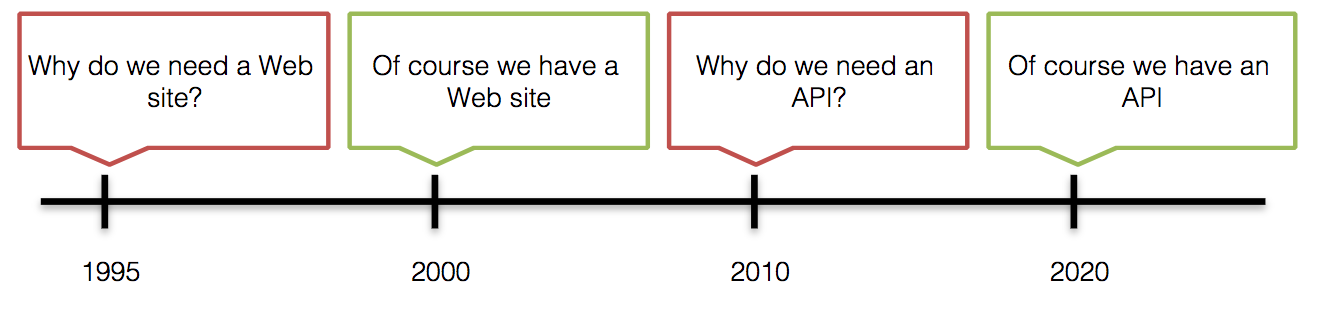 Why do we need a Web
site?
Of course we have a
Web site
Why do we need an
API?
Of course we have an
API
1995
2000
2010
2020